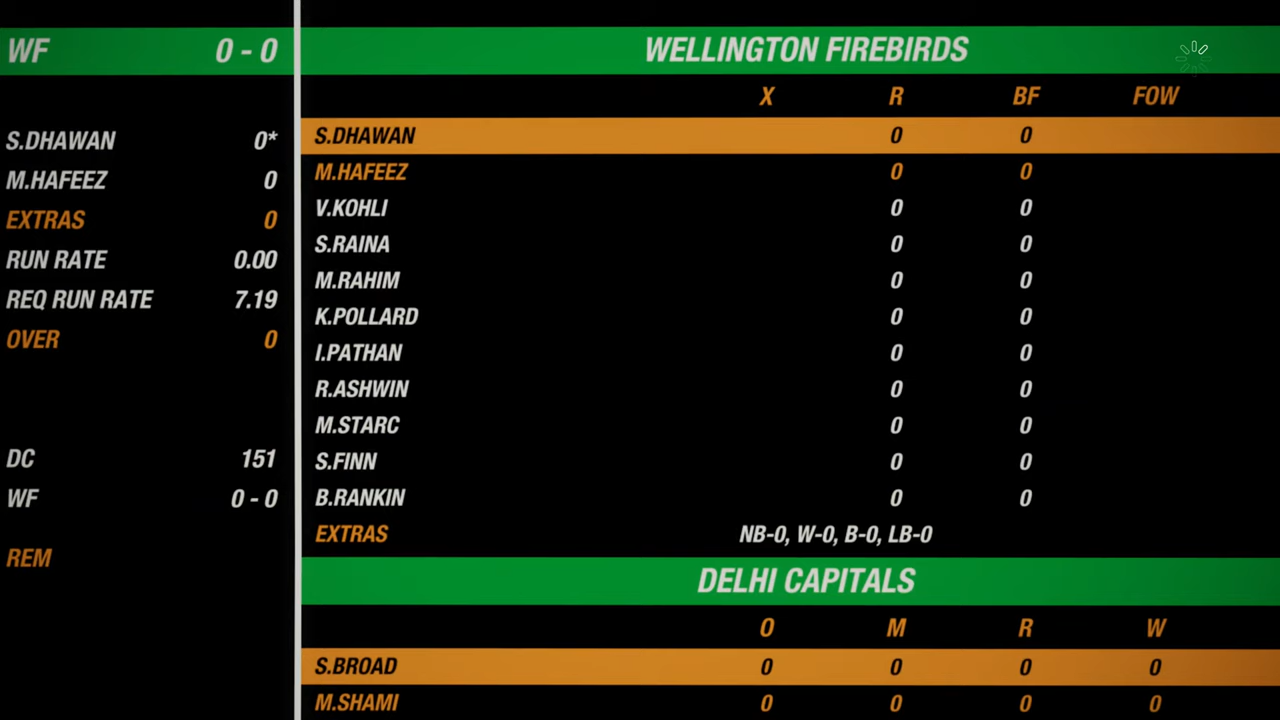 WF 0 - 0
S.DHAWAN 0*
M.HAFEEZ 0
EXTRAS 0
RUN RATE 0.00
REQ RUN RATE 7.19
OVER 0
DC 151
WF 0 - 0
REM
WELLINGTON FIREBIRDS
X R BF FOW
S.DHAWAN 0 0
M.HAFEEZ 0 0
V.KOHLI 0 0
S.RAINA 0 0
M.RAHIM 0 0
K.POLLARD 0 0
I.PATHAN 0 0
R.ASHWIN 0 0
M.STARC 0 0
S.FINN 0 0
B.RANKIN 0 0
EXTRAS NB-0, W-0, B-0, LB-0
DELHI CAPITALS
O M R W
S.BROAD 0 0 0 0
M.SHAMI 0 0 0 0